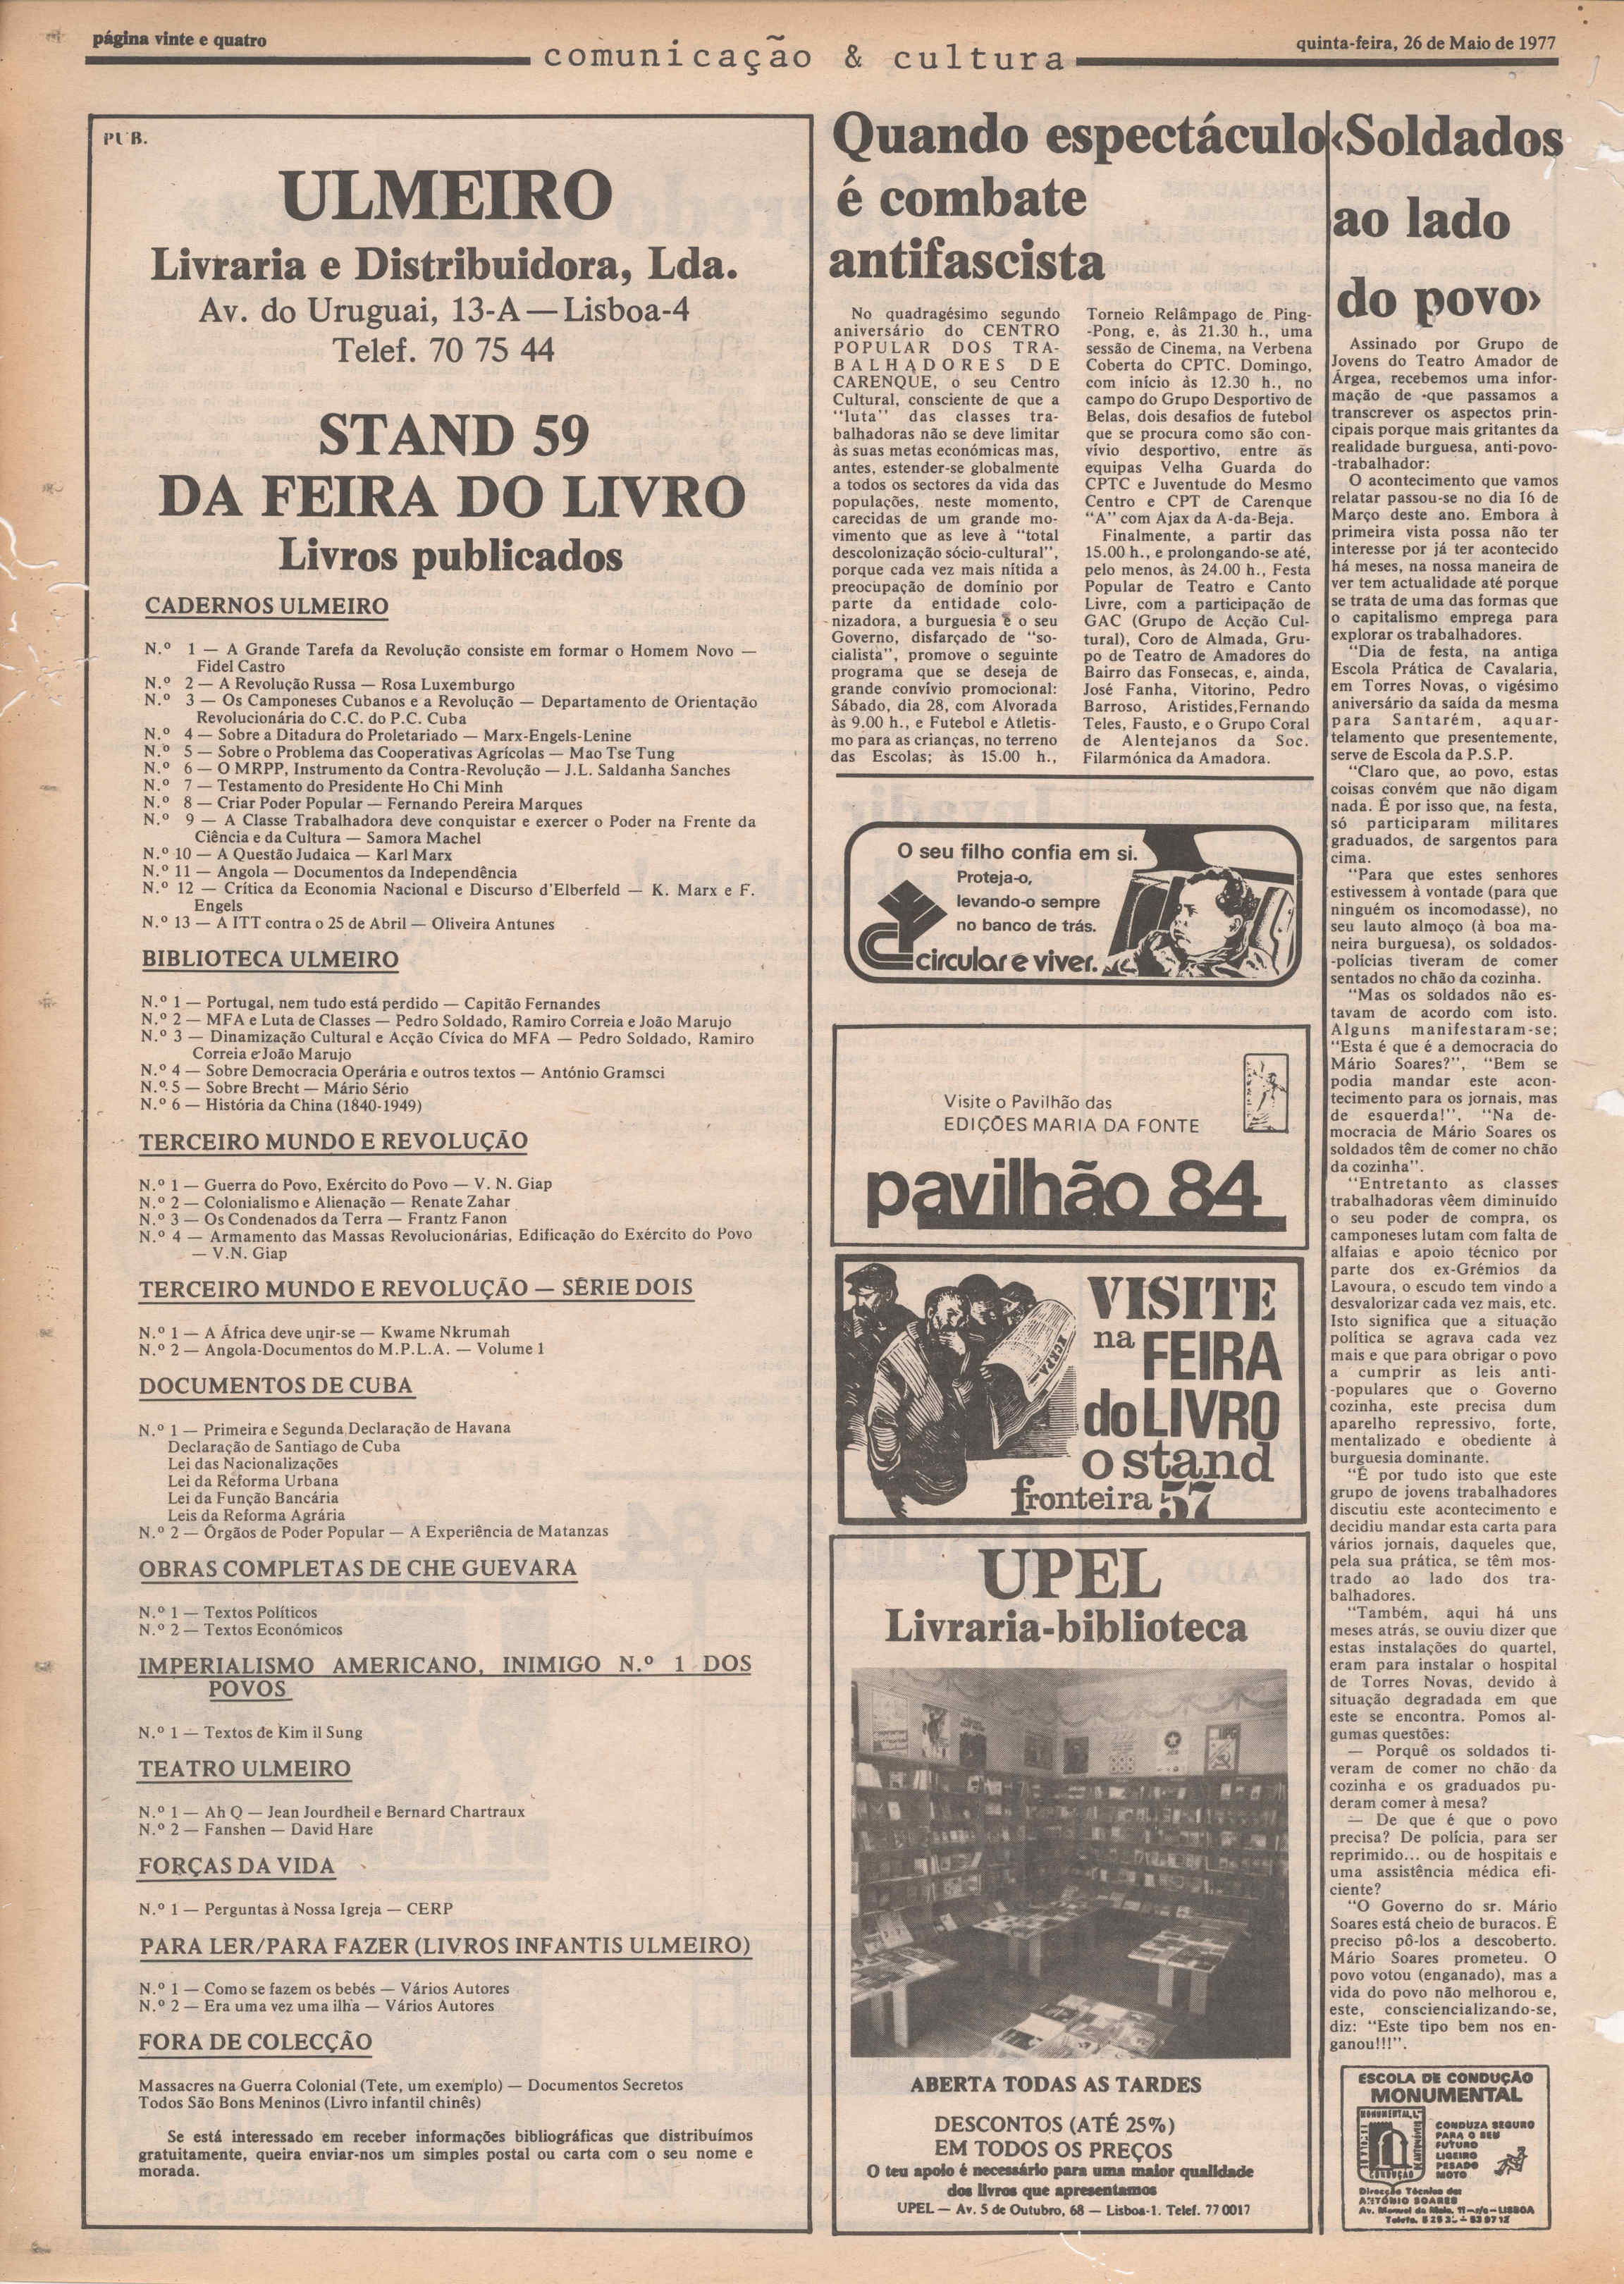 página vinte e quatro
comunicação & cultura
quinta-feira, 26 de Maio de 1977
PUB.
ULMEIRO
Livraria e Distribuidora, Lda.
Av. do Uruguai, 13-A — Lisboa-4
Telef. 70 75 44
STAND 59
DA FEIRA DO LIVRO
Livros publicados
CADERNOS ULMEIRO
N.º 1 — A Grande Tarefa da Revolução consiste em formar o Homem Novo —
Fidel Castro
N.º 2 — A Revolução Russa — Rosa Luxemburgo
N.º 3 — Os Camponeses Cubanos e a Revolução — Departamento de Orientação
Revolucionária do C.C. do P.C. Cuba
N.º 4 — Sobre a Ditadura do Proletariado — Marx-Engels-Lenine
N.º 5 — Sobre o Problema das Cooperativas Agrícolas — Mao Tse Tung
N.º 6 — O MRPP, Instrumento da Contra-Revolução — J.L. Saldanha Sanches
N.º 7 — Testamento do Presidente Ho Chi Minh
N.º 8 — Criar Poder Popular — Fernando Pereira Marques
N.º 9 — A Classe Trabalhadora deve conquistar e exercer o Poder na Frente da
Ciência e da Cultura — Samora Machel
N.º 10 — A Questão Judaica — Karl Marx
N.º 11 — Angola — Documentos da Independência
N.º 12 — Crítica da Economia Nacional e Discurso d'Elberfeld — K. Marx e F.
Engels
N.º 13 — A ITT contra o 25 de Abril — Oliveira Antunes
BIBLIOTECA ULMEIRO
N.º 1 — Portugal, nem tudo está perdido — Capitão Fernandes
N.º 2 — MFA e Luta de Classes — Pedro Soldado, Ramiro Correia e João Marujo
N.º 3 — Dinamização Cultural e Acção Cívica do MFA — Pedro Soldado, Ramiro
Correia e João Marujo
N.º 4 — Sobre Democracia Operária e outros textos — António Gramsci
N.º 5 — Sobre Brecht — Mário Sério
N.º 6 — História da China (1840-1949)
TERCEIRO MUNDO E REVOLUÇÃO
N.º 1 — Guerra do Povo, Exército do Povo — V. N. Giap
N.º 2 — Colonialismo e Alienação — Renate Zahar
N.º 3 — Os Condenados da Terra — Frantz Fanon
N.º 4 — Armamento das Massas Revolucionárias, Edificação do Exército do Povo
— V.N. Giap
TERCEIRO MUNDO E REVOLUÇÃO — SÉRIE DOIS
N.º 1 — A África deve unir-se — Kwame Nkrumah
N.º 2 — Angola-Documentos do M.P.L.A. — Volume 1
DOCUMENTOS DE CUBA
N.º 1 — Primeira e Segunda Declaração de Havana
Declaração de Santiago de Cuba
Lei das Nacionalizações
Lei da Reforma Urbana
Lei da Função Bancária
Leis da Reforma Agrária
N.º 2 — Órgãos de Poder Popular — A Experiência de Matanzas
OBRAS COMPLETAS DE CHE GUEVARA
N.º 1 — Textos Políticos
N.º 2 — Textos Económicos
IMPERIALISMO AMERICANO, INIMIGO N.º 1 DOS
POVOS
N.º 1 — Textos de Kim il Sung
TEATRO ULMEIRO
N.º 1 — Ah Q — Jean Jourdheil e Bernard Chartraux
N.º 2 — Fanshen — David Hare
FORÇAS DA VIDA
N.º 1 — Perguntas à Nossa Igreja — CERP
PARA LER/PARA FAZER (LIVROS INFANTIS ULMEIRO)
N.º 1 — Como se fazem os bebés — Vários Autores
N.º 2 — Era uma vez uma ilha — Vários Autores
FORA DE COLECÇÃO
Massacres na Guerra Colonial (Tete, um exemplo) — Documentos Secretos
Todos São Bons Meninos (Livro infantil chinês)
Se está interessado em receber informações bibliográficas que distribuímos
gratuitamente, queira enviar-nos um simples postal ou carta com o seu nome e
morada.
Quando espectáculo
é combate
antifascista
No quadragésimo segundo
aniversário do CENTRO
POPULAR DOS TRA-
BALHADORES DE
CARENQUE, o seu Centro
Cultural, consciente de que a
"luta" das classes tra-
balhadoras não se deve limitar
às suas metas económicas mas,
antes, estender-se globalmente
a todos os sectores da vida das
populações, neste momento,
carecidas de um grande mo-
vimento que as leve à "total
descolonização sócio-cultural",
porque cada vez mais nítida a
preocupação de domínio por
parte da entidade colo-
nizadora, a burguesia e o seu
Governo, disfarçado de "so-
cialista", promove o seguinte
programa que se deseja de
grande convívio promocional:
Sábado, dia 28, com Alvorada
às 9.00 h., e Futebol e Atletis-
mo para as crianças, no terreno
das Escolas; às 15.00 h.,
Torneio Relâmpago de Ping-
-Pong, e, às 21.30 h., uma
sessão de Cinema, na Verbena
Coberta do CPTC. Domingo,
com início às 12.30 h., no
campo do Grupo Desportivo de
Belas, dois desafios de futebol
que se procura como são con-
vívio desportivo, entre as
equipas Velha Guarda do
CPTC e Juventude do Mesmo
Centro e CPT de Carenque
"A" com Ajax da A-da-Beja.
Finalmente, a partir das
15.00 h., e prolongando-se até,
pelo menos, às 24.00 h., Festa
Popular de Teatro e Canto
Livre, com a participação de
GAC (Grupo de Acção Cul-
tural), Coro de Almada, Gru-
po de Teatro de Amadores do
Bairro das Fonsecas, e, ainda,
José Fanha, Vitorino, Pedro
Barroso, Aristides,Fernando
Teles, Fausto, e o Grupo Coral
de Alentejanos da Soc.
Filarmónica da Amadora.
O seu filho confia em si.
Proteja-o,
levando-o sempre
no banco de trás.
circular e viver.
Visite o Pavilhão das
EDIÇÕES MARIA DA FONTE
pavilhão 84
VISITE
na FEIRA
do LIVRO
o stand
fronteira 57
UPEL
Livraria-biblioteca
ABERTA TODAS AS TARDES
DESCONTOS (ATÉ 25%)
EM TODOS OS PREÇOS
O teu apoio é necessário para uma maior qualidade
dos livros que apresentamos
UPEL — Av. 5 de Outubro, 68 — Lisboa-1. Telef. 77 0017
‹Soldados
ao lado
do povo›
Assinado por Grupo de
Jovens do Teatro Amador de
Árgea, recebemos uma infor-
mação de que passamos a
transcrever os aspectos prin-
cipais porque mais gritantes da
realidade burguesa, anti-povo-
-trabalhador:
O acontecimento que vamos
relatar passou-se no dia 16 de
Março deste ano. Embora à
primeira vista possa não ter
interesse por já ter acontecido
há meses, na nossa maneira de
ver tem actualidade até porque
se trata de uma das formas que
o capitalismo emprega para
explorar os trabalhadores.
"Dia de festa, na antiga
Escola Prática de Cavalaria,
em Torres Novas, o vigésimo
aniversário da saída da mesma
para Santarém, aquar-
telamento que presentemente,
serve de Escola da P.S.P.
"Claro que, ao povo, estas
coisas convém que não digam
nada. É por isso que, na festa,
só participaram militares
graduados, de sargentos para
cima.
"Para que estes senhores
estivessem à vontade (para que
ninguém os incomodasse), no
seu lauto almoço (à boa ma-
neira burguesa), os soldados-
-polícias tiveram de comer
sentados no chão da cozinha.
"Mas os soldados não es-
tavam de acordo com isto.
Alguns manifestaram-se;
"Esta é que é a democracia do
Mário Soares?", "Bem se
podia mandar este acon-
tecimento para os jornais, mas
de esquerda!", "Na de-
mocracia de Mário Soares os
soldados têm de comer no chão
da cozinha".
"Entretanto as classes
trabalhadoras vêem diminuído
o seu poder de compra, os
camponeses lutam com falta de
alfaias e apoio técnico por
parte dos ex-Grémios da
Lavoura, o escudo tem vindo a
desvalorizar cada vez mais, etc.
Isto significa que a situação
política se agrava cada vez
mais e que para obrigar o povo
a cumprir as leis anti-
-populares que o Governo
cozinha, este precisa dum
aparelho repressivo, forte,
mentalizado e obediente à
burguesia dominante.
"É por tudo isto que este
grupo de jovens trabalhadores
discutiu este acontecimento e
decidiu mandar esta carta para
vários jornais, daqueles que,
pela sua prática, se têm mos-
trado ao lado dos tra-
balhadores.
"Também, aqui há uns
meses atrás, se ouviu dizer que
estas instalações do quartel,
eram para instalar o hospital
de Torres Novas, devido à
situação degradada em que
este se encontra. Pomos al-
gumas questões:
— Porquê os soldados ti-
veram de comer no chão da
cozinha e os graduados pu-
deram comer à mesa?
— De que é que o povo
precisa? De polícia, para ser
reprimido... ou de hospitais e
uma assistência médica efi-
ciente?
"O Governo do sr. Mário
Soares está cheio de buracos. É
preciso pô-los a descoberto.
Mário Soares prometeu. O
povo votou (enganado), mas a
vida do povo não melhorou e,
este, consciencializando-se,
diz: "Este tipo bem nos en-
ganou!!!".
ESCOLA DE CONDUÇÃO
MONUMENTAL
CONDUZA SEGURO
PARA O SEU
FUTURO
LIGEIRO
PESADO
MOTO
Direcção Técnica de:
ANTÓNIO SOARES
Av. Manuel da Maia, 11-r/c-LISBOA